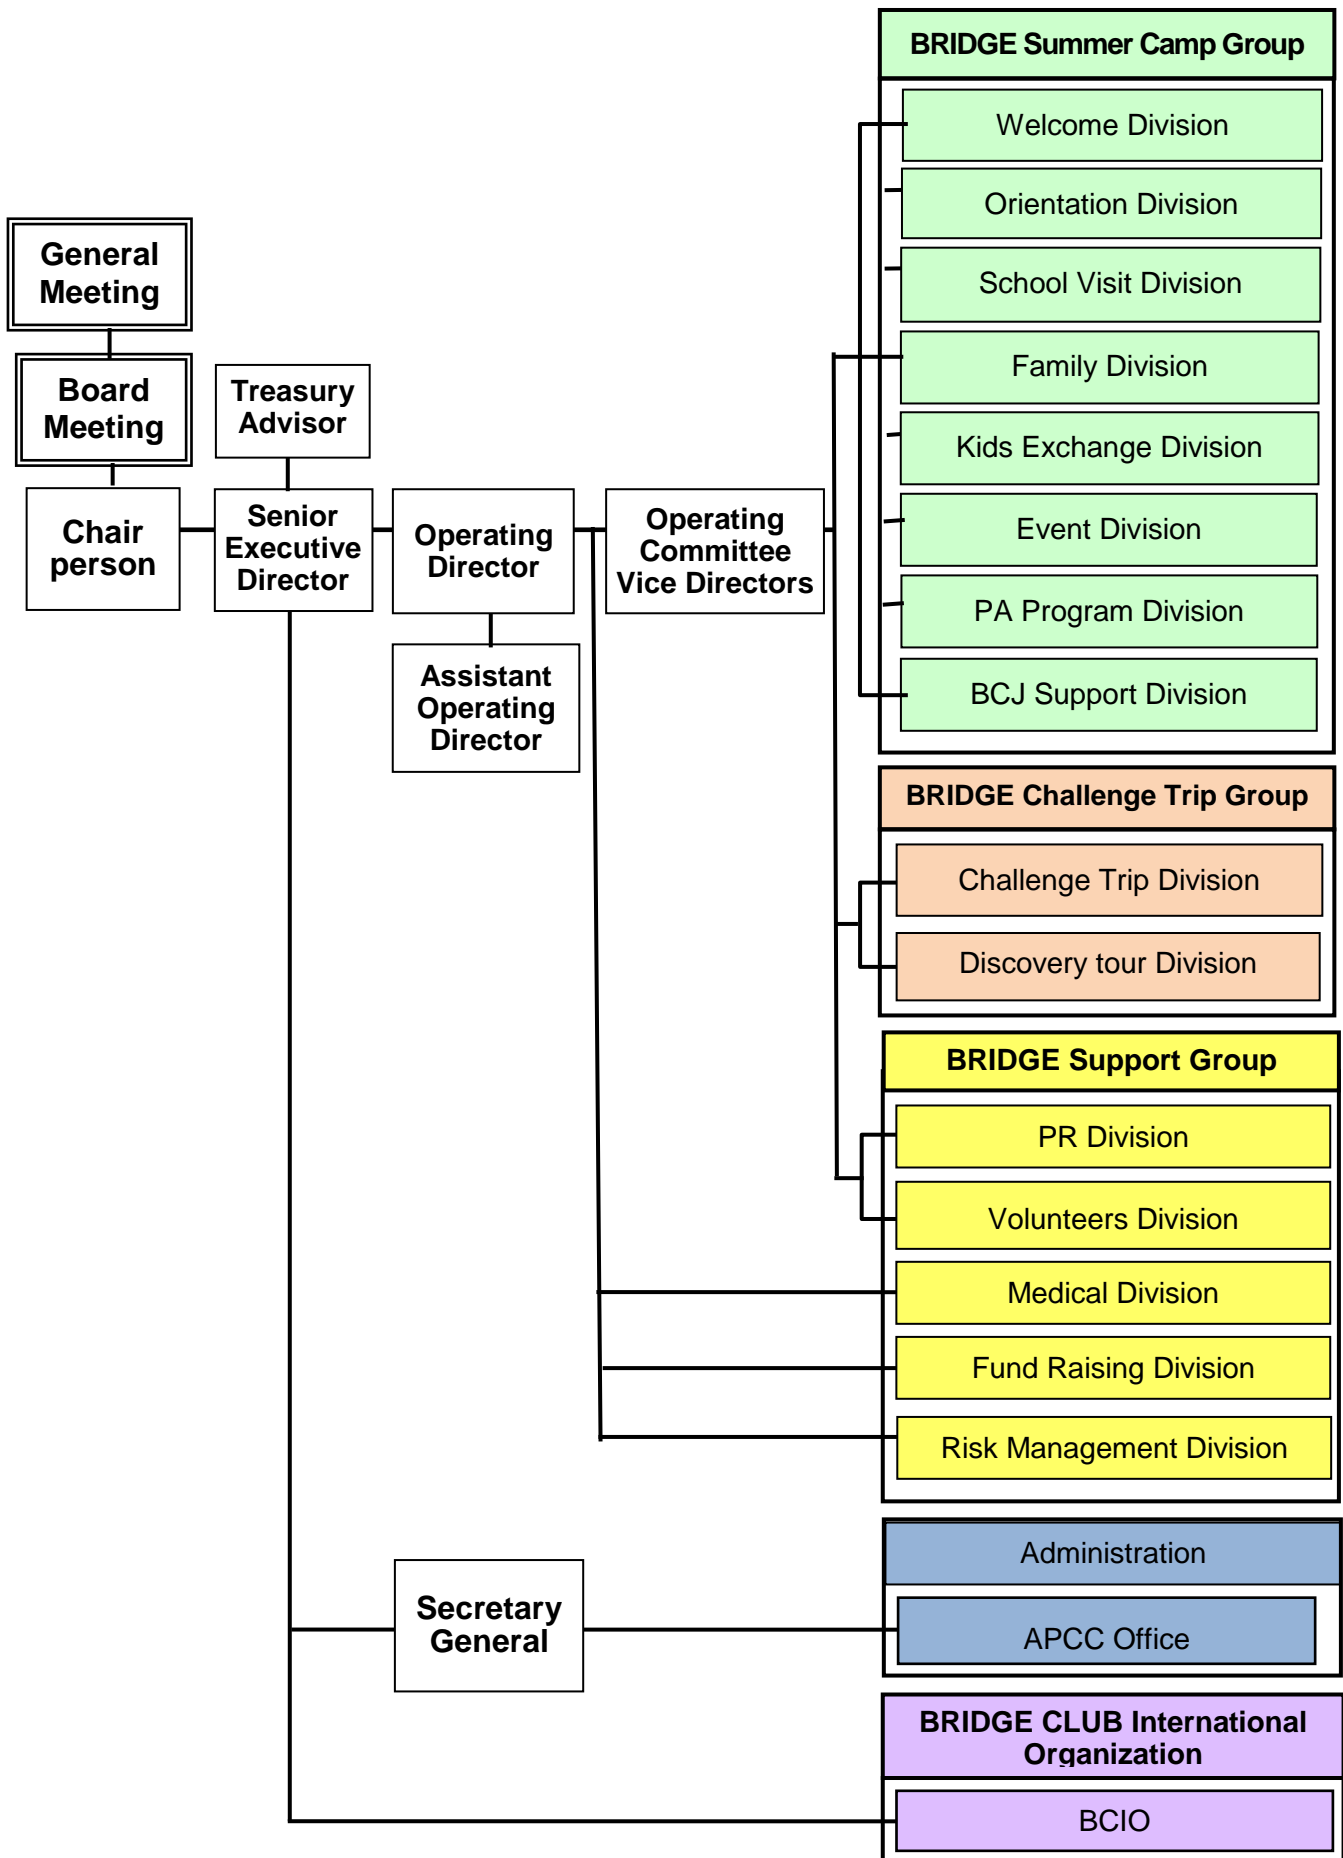 General
Meeting
Board
Meeting
Chair
person
Treasury
Advisor
Senior
Executive
Director
Operating
Director
Assistant
Operating
Director
Operating
Committee
Vice Directors
Secretary
General
BRIDGE Summer Camp Group
Welcome Division
Orientation Division
School Visit Division
Family Division
Kids Exchange Division
Event Division
PA Program Division
BCJ Support Division
BRIDGE Challenge Trip Group
Challenge Trip Division
Discovery tour Division
BRIDGE Support Group
PR Division
Volunteers Division
Medical Division
Fund Raising Division
Risk Management Division
Administration
APCC Office
BRIDGE CLUB International
Organization
BCIO